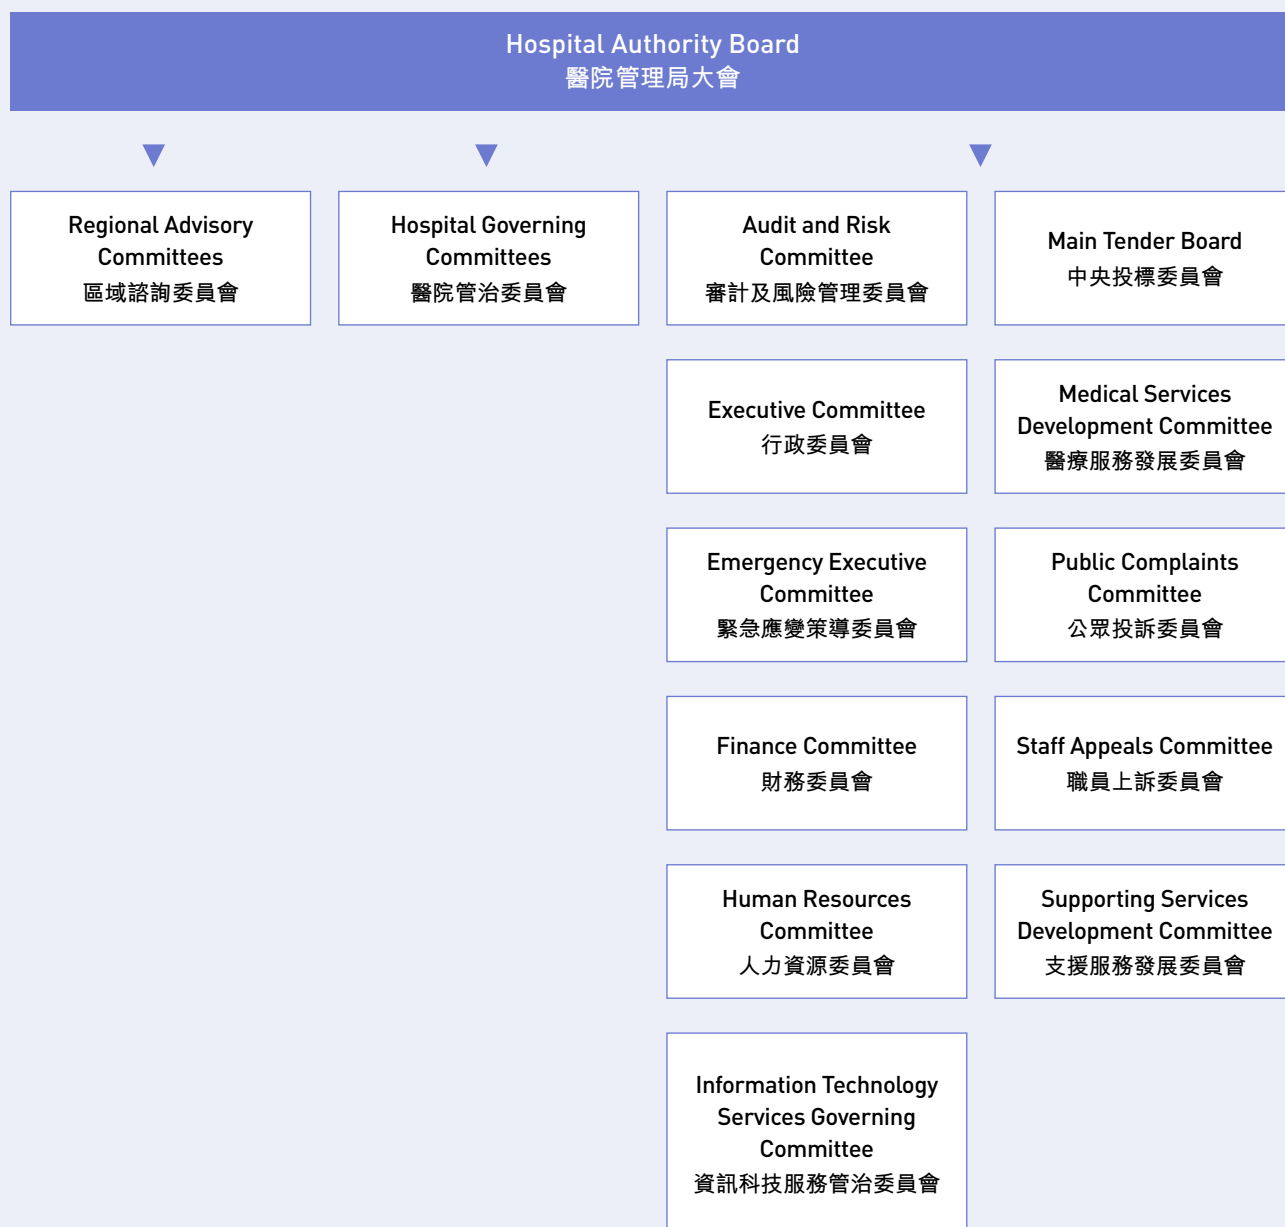 Hospital Authority Board
醫院管理局大會
Regional Advisory
Committees
區域諮詢委員會
Hospital Governing
Committees
醫院管治委員會
Audit and Risk
Committee
審計及風險管理委員會
Main Tender Board
中央投標委員會
Executive Committee
行政委員會
Medical Services
Development Committee
醫療服務發展委員會
Emergency Executive
Committee
緊急應變策導委員會
Public Complaints
Committee
公眾投訴委員會
Finance Committee
財務委員會
Staff Appeals Committee
職員上訴委員會
Human Resources
Committee
人力資源委員會
Supporting Services
Development Committee
支援服務發展委員會
Information Technology
Services Governing
Committee
資訊科技服務管治委員會